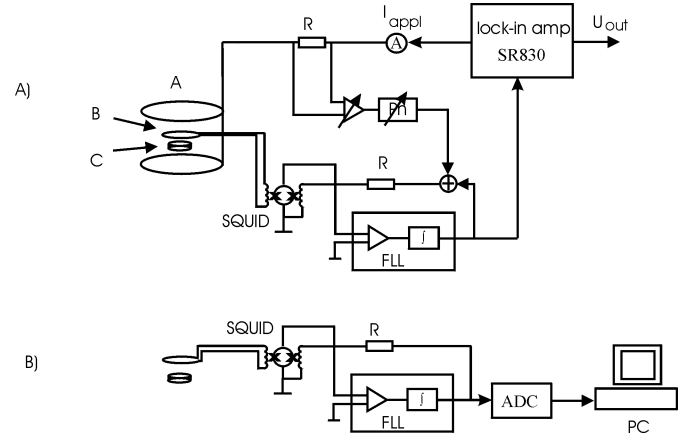 I appl
R
A
lock-in amp
SR830
U out
A)
A
B
C
Ph
R
+
SQUID
∫
FLL
B)
SQUID
R
∫
FLL
ADC
PC